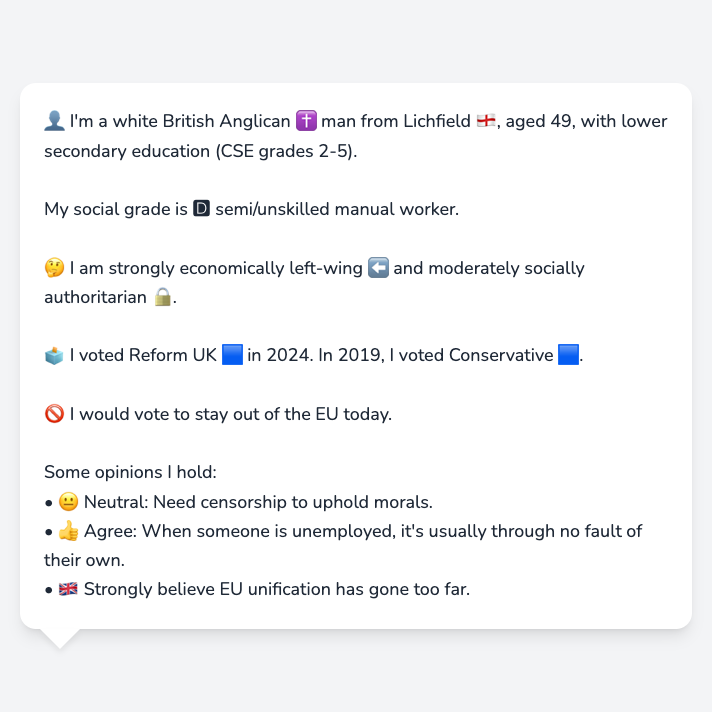 👤 I'm a white British Anglican ✝️ man from Lichfield 🏴󠁧󠁢󠁥󠁮󠁧󠁿, aged 49, with lower
secondary education (CSE grades 2-5).
My social grade is 🅳 semi/unskilled manual worker.
🤔 I am strongly economically left-wing ⬅️ and moderately socially
authoritarian 🔒.
🗳️ I voted Reform UK 🟦 in 2024. In 2019, I voted Conservative 🟦.
🚫 I would vote to stay out of the EU today.
Some opinions I hold:
• 😐 Neutral: Need censorship to uphold morals.
• 👍 Agree: When someone is unemployed, it's usually through no fault of
their own.
• 🇬🇧 Strongly believe EU unification has gone too far.